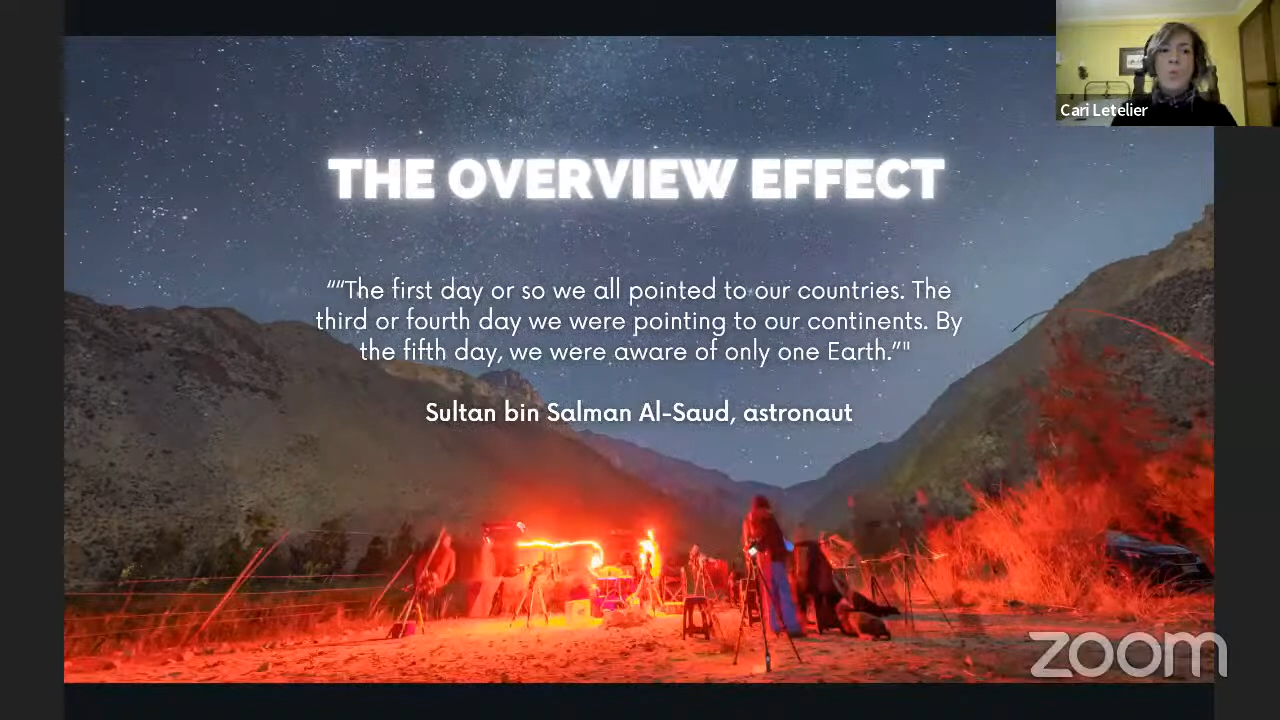 Cari Letelier
THE OVERVIEW EFFECT
““The first day or so we all pointed to our countries. The
third or fourth day we were pointing to our continents. By
the fifth day, we were aware of only one Earth.”"
Sultan bin Salman Al-Saud, astronaut
zoom